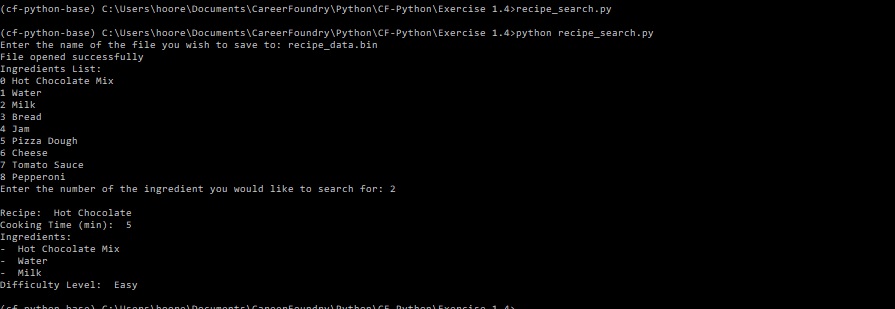 (cf-python-base) C:\Users\hoore\Documents\CareerFoundry\Python\CF-Python\Exercise 1.4>recipe_search.py
(cf-python-base) C:\Users\hoore\Documents\CareerFoundry\Python\CF-Python\Exercise 1.4>python recipe_search.py
Enter the name of the file you wish to save to: recipe_data.bin
File opened successfully
Ingredients List:
0 Hot Chocolate Mix
1 Water
2 Milk
3 Bread
4 Jam
5 Pizza Dough
6 Cheese
7 Tomato Sauce
8 Pepperoni
Enter the number of the ingredient you would like to search for: 2
Recipe:  Hot Chocolate
Cooking Time (min):  5
Ingredients:
-  Hot Chocolate Mix
-  Water
-  Milk
Difficulty Level:  Easy
(cf-python-base) C:\Users\hoore\Documents\CareerFoundry\Python\CF-Python\Exercise 1.4>